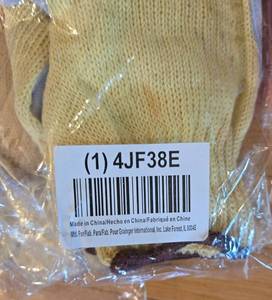 (1) 4JF38E
Made in China/Hecho en China/Fabriqué en Chine
Mfd. For/Fab. Para/Fab. Pour Grainger International, Inc. Lake Forest, IL 60045